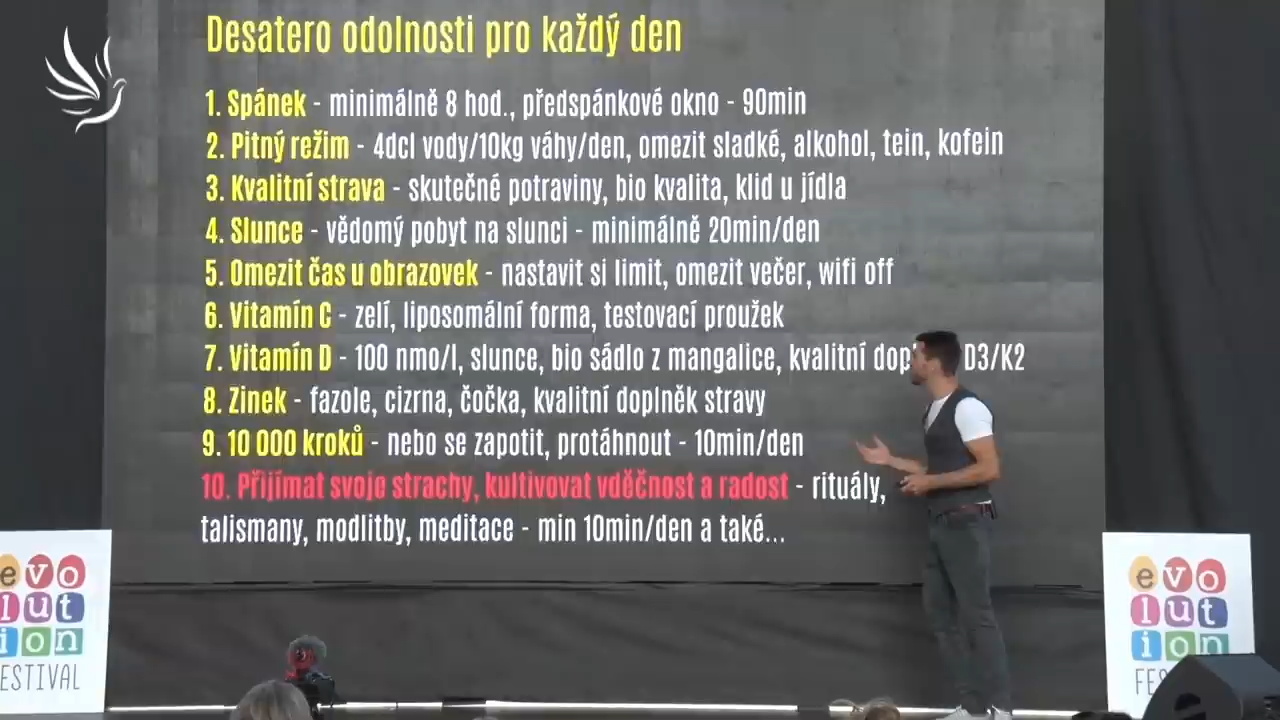 Desatero odolnosti pro každý den
1. Spánek - minimálně 8 hod., předspánkové okno - 90min
2. Pitný režim - 4dcl vody/10kg váhy/den, omezit sladké, alkohol, tein, kofein
3. Kvalitní strava - skutečné potraviny, bio kvalita, klid u jídla
4. Slunce - vědomý pobyt na slunci - minimálně 20min/den
5. Omezit čas u obrazovek - nastavit si limit, omezit večer, wifi off
6. Vitamín C - zelí, liposomální forma, testovací proužek
7. Vitamín D - 100 nmo/l, slunce, bio sádlo z mangalice, kvalitní D3/K2
8. Zinek - fazole, cizrna, čočka, kvalitní doplněk stravy
9. 10 000 kroků - nebo se zapotit, protáhnout - 10min/den
10. Přijímat svoje strachy, kultivovat vděčnost a radost - rituály,
talismany, modlitby, meditace - min 10min/den a také...
evo
lut
ion
ESTIVAL
evo
lut
ion